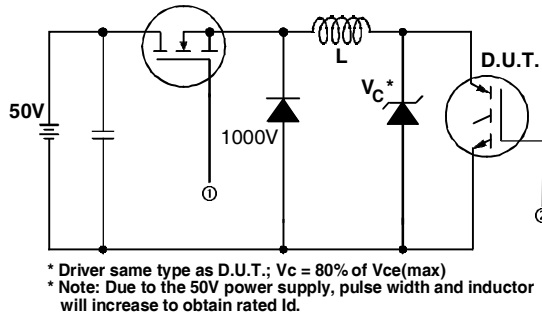 L
D.U.T.
VC*
50V
1000V
①
②
* Driver same type as D.U.T.; Vc = 80% of Vce(max)
* Note: Due to the 50V power supply, pulse width and inductor
will increase to obtain rated Id.